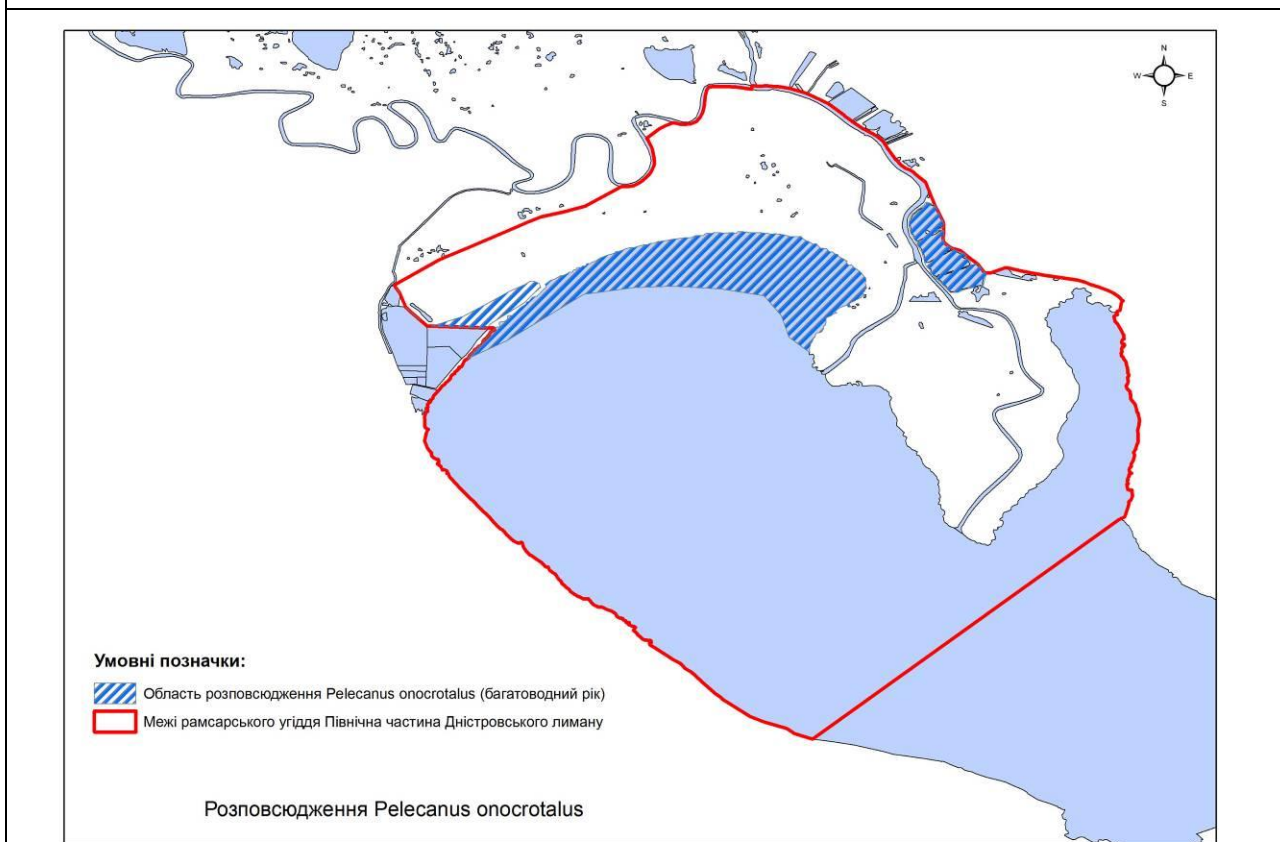 N
W E
S
Умовні позначки:
Область розповсюдження Pelecanus onocrotalus (багатоводний рік)
Межі рамсарського угіддя Північна частина Дністровського лиману
Розповсюдження Pelecanus onocrotalus